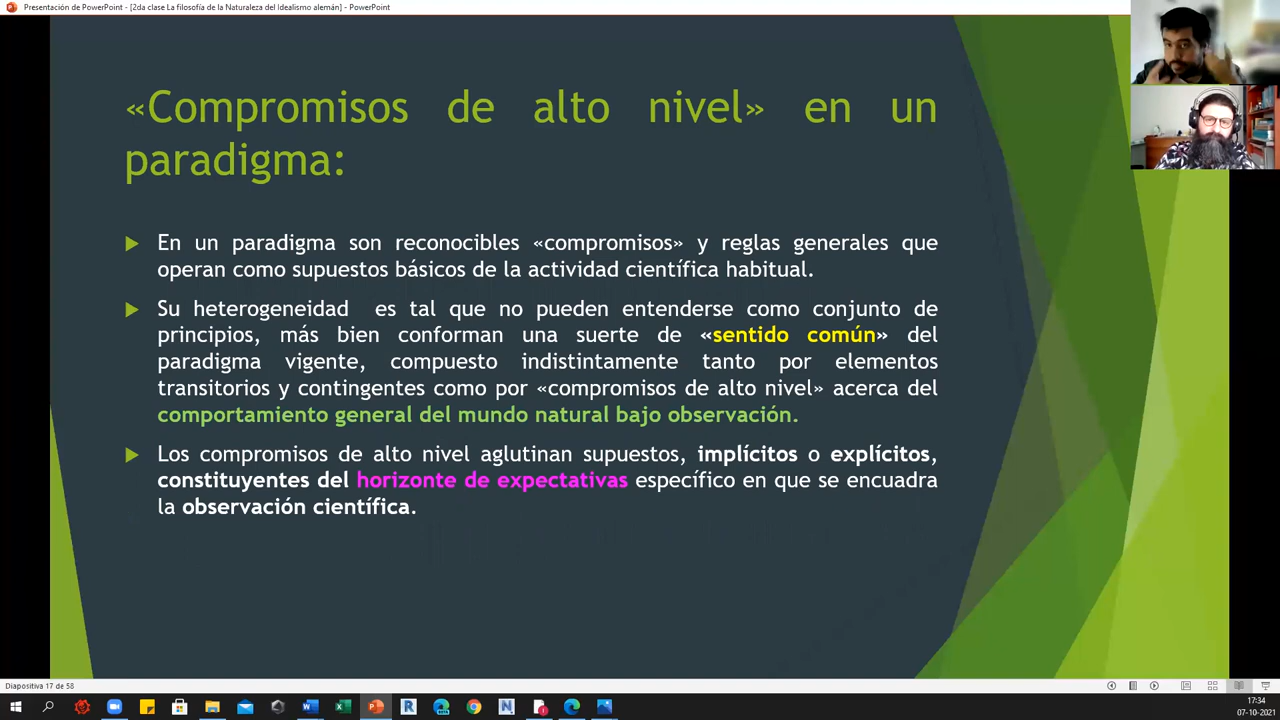 Presentación de PowerPoint - [2da clase La filosofía de la Naturaleza del Idealismo alemán] - PowerPoint
«Compromisos de alto nivel» en un
paradigma:
En un paradigma son reconocibles «compromisos» y reglas generales que
operan como supuestos básicos de la actividad científica habitual.
Su heterogeneidad es tal que no pueden entenderse como conjunto de
principios, más bien conforman una suerte de «sentido común» del
paradigma vigente, compuesto indistintamente tanto por elementos
transitorios y contingentes como por «compromisos de alto nivel» acerca del
comportamiento general del mundo natural bajo observación.
Los compromisos de alto nivel aglutinan supuestos, implícitos o explícitos,
constituyentes del horizonte de expectativas específico en que se encuadra
la observación científica.
Diapositiva 17 de 58
17:34
07-10-2021